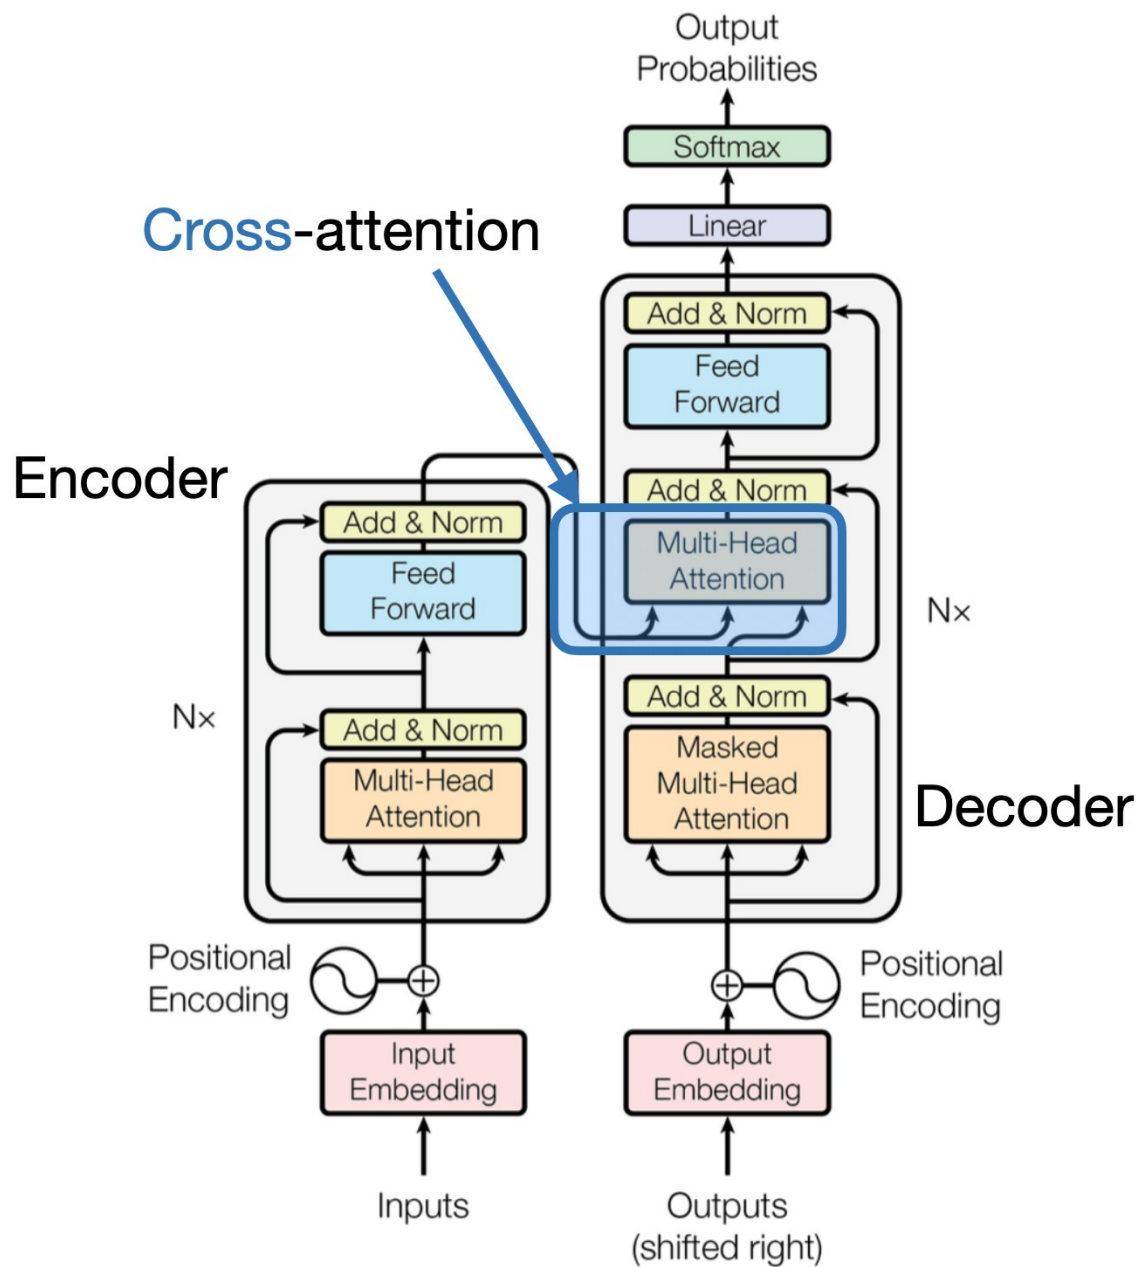 Output
Probabilities
Softmax
Linear
Cross-attention
Add & Norm
Feed
Forward
Add & Norm
Multi-Head
Attention
Nx
Add & Norm
Masked
Multi-Head
Attention
Decoder
Encoder
Add & Norm
Feed
Forward
Nx
Add & Norm
Multi-Head
Attention
Positional
Encoding
Positional
Encoding
Input
Embedding
Output
Embedding
Inputs
Outputs
(shifted right)